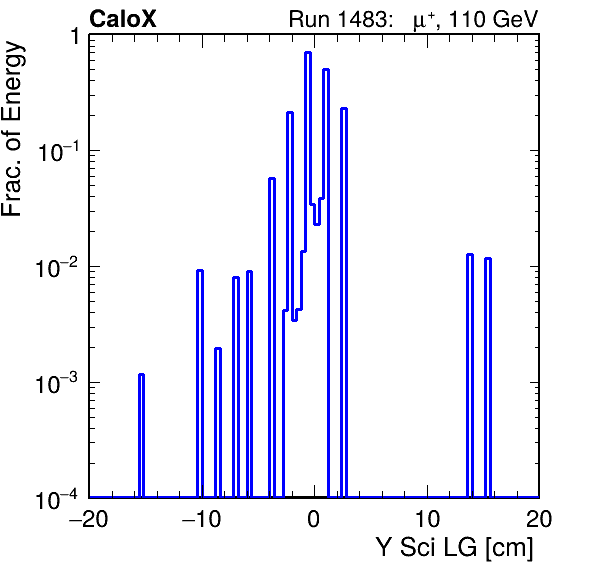 CaloX Run 1483: μ⁺, 110 GeV
Frac. of Energy
1
10⁻¹
10⁻²
10⁻³
10⁻⁴
−20 −10 0 10 20
Y Sci LG [cm]